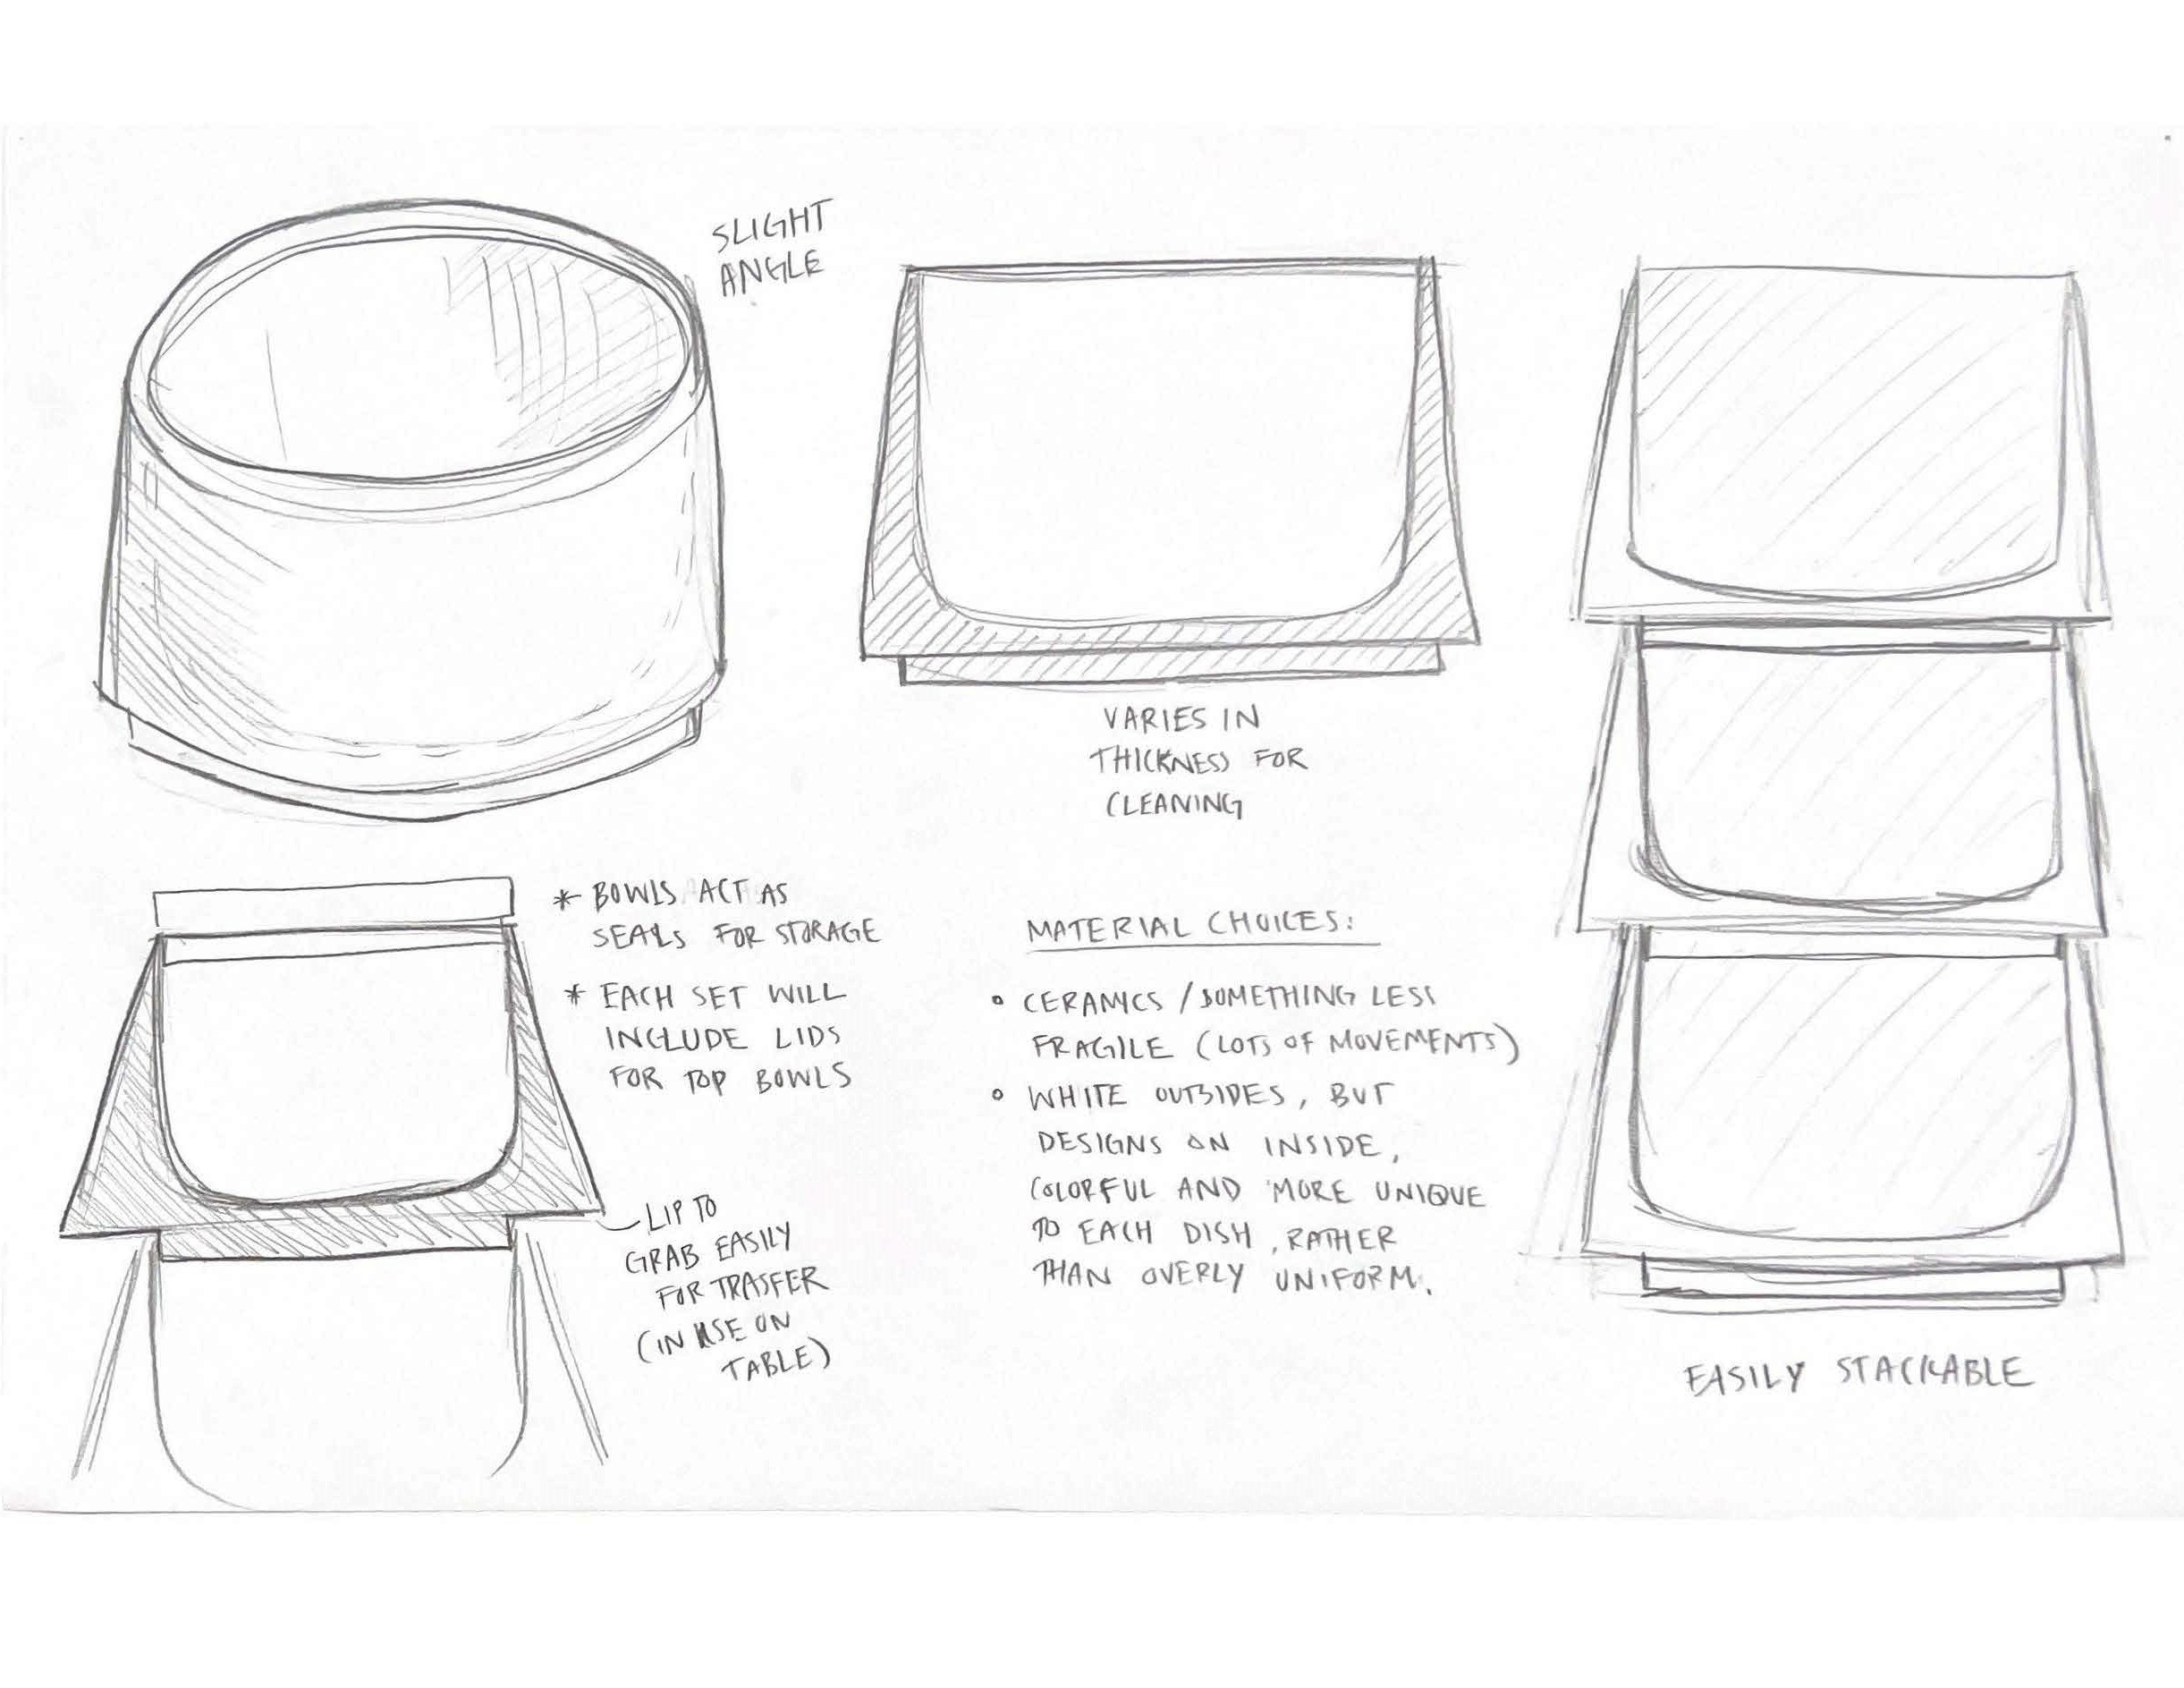 SLIGHT
ANGLE
VARIES IN
THICKNESS FOR
CLEANING
* BOWLS ACT AS
SEALS FOR STORAGE
* EACH SET WILL
INCLUDE LIDS
FOR TOP BOWLS
LIP TO
GRAB EASILY
FOR TRASFER
(IN USE ON
TABLE)
MATERIAL CHOICES:
• CERAMICS / SOMETHING LESS
FRAGILE (LOTS OF MOVEMENTS)
• WHITE OUTSIDES, BUT
DESIGNS ON INSIDE,
COLORFUL AND MORE UNIQUE
TO EACH DISH, RATHER
THAN OVERLY UNIFORM.
EASILY STACKABLE